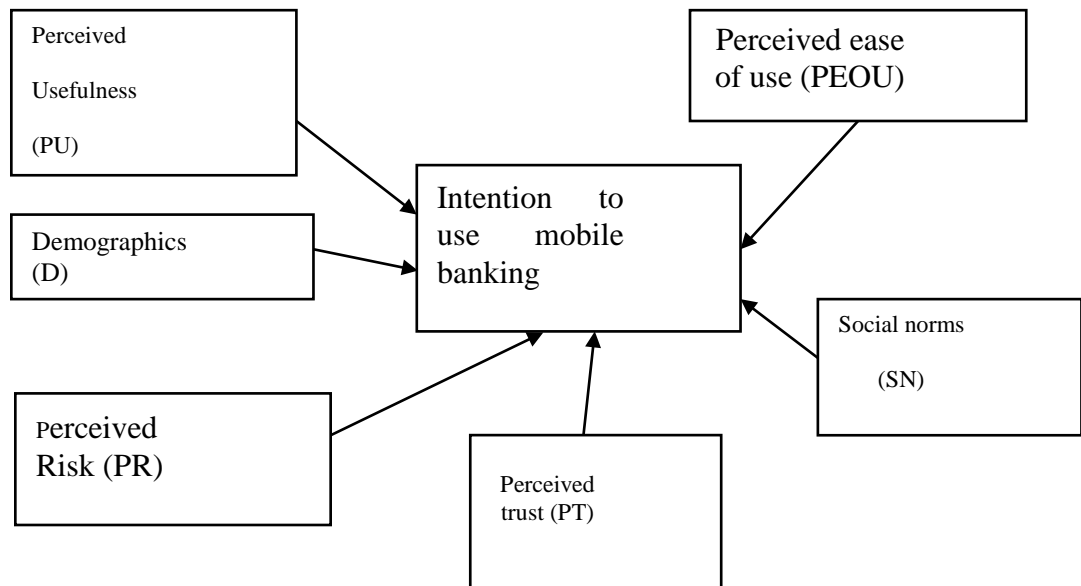 Perceived
Usefulness
(PU)
Perceived ease
of use (PEOU)
Intention to
use mobile
banking
Demographics
(D)
Social norms
(SN)
Perceived
Risk (PR)
Perceived
trust (PT)